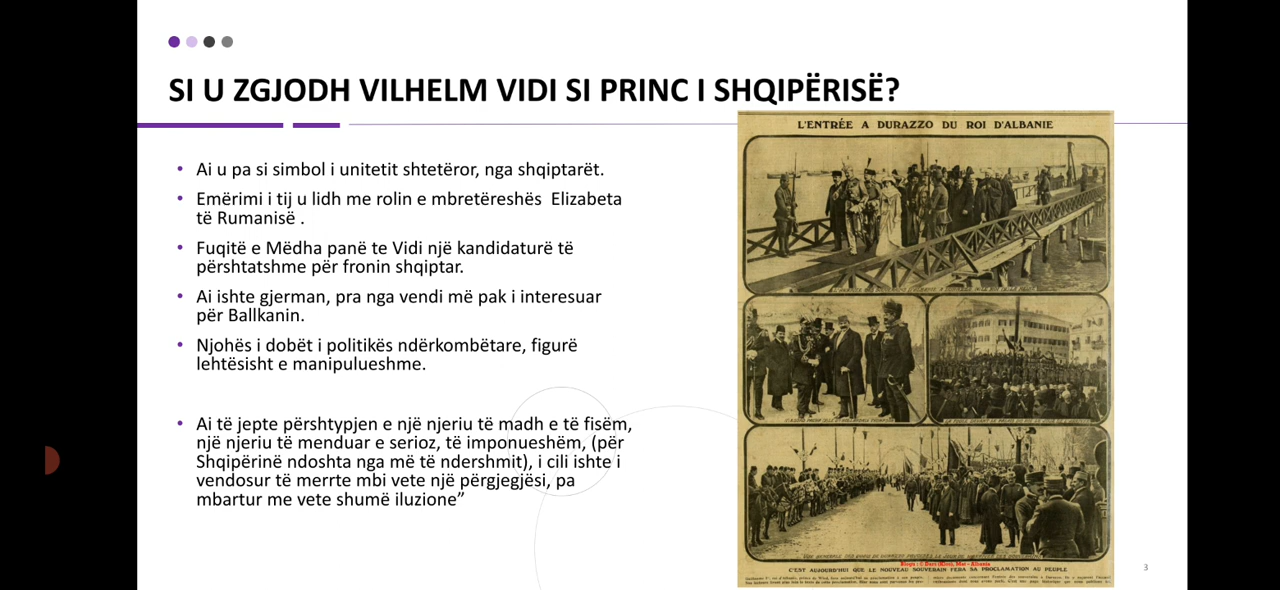 SI U ZGJODH VILHELM VIDI SI PRINC I SHQIPËRISË?
• Ai u pa si simbol i unitetit shtetëror, nga shqiptarët.
• Emërimi i tij u lidh me rolin e mbretëreshës Elizabeta
të Rumanisë .
• Fuqitë e Mëdha panë te Vidi një kandidaturë të
përshtatshme për fronin shqiptar.
• Ai ishte gjerman, pra nga vendi më pak i interesuar
për Ballkanin.
• Njohës i dobët i politikës ndërkombëtare, figurë
lehtësisht e manipulueshme.
• Ai të jepte përshtypjen e një njeriu të madh e të fisëm,
një njeriu të menduar e serioz, të imponueshëm, (për
Shqipërinë ndoshta nga më të ndershmit), i cili ishte i
vendosur të merrte mbi vete një përgjegjësi, pa
mbartur me vete shumë iluzione”
L'ENTRÉE A DURAZZO DU ROI D'ALBANIE
C'EST AUJOURD'HUI QUE LE NOUVEAU SOUVERAIN FERA SA PROCLAMATION AU PEUPLE
3